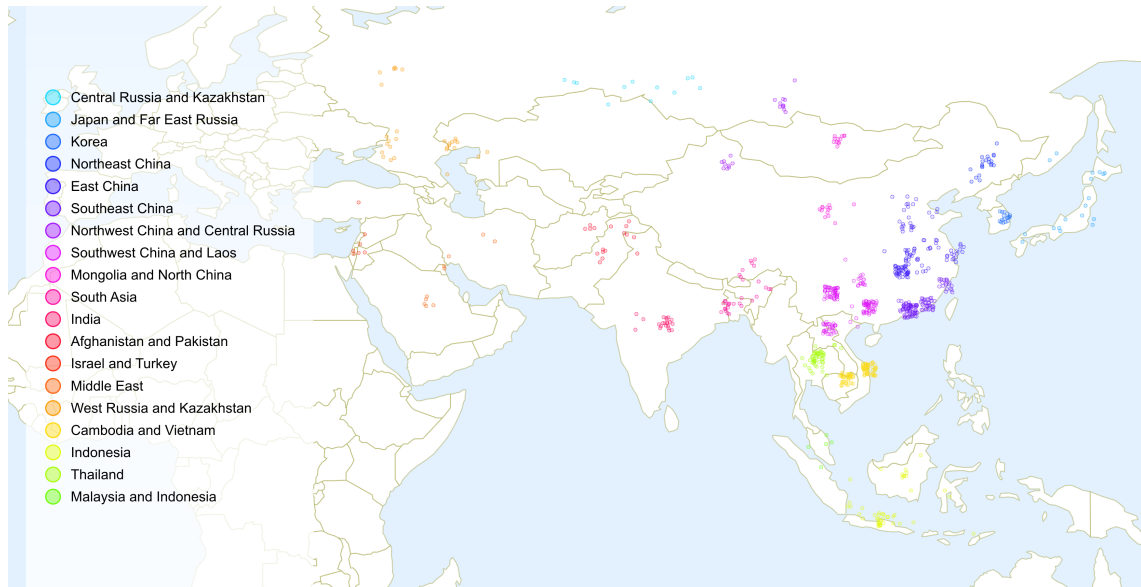 Central Russia and Kazakhstan
Japan and Far East Russia
Korea
Northeast China
East China
Southeast China
Northwest China and Central Russia
Southwest China and Laos
Mongolia and North China
South Asia
India
Afghanistan and Pakistan
Israel and Turkey
Middle East
West Russia and Kazakhstan
Cambodia and Vietnam
Indonesia
Thailand
Malaysia and Indonesia